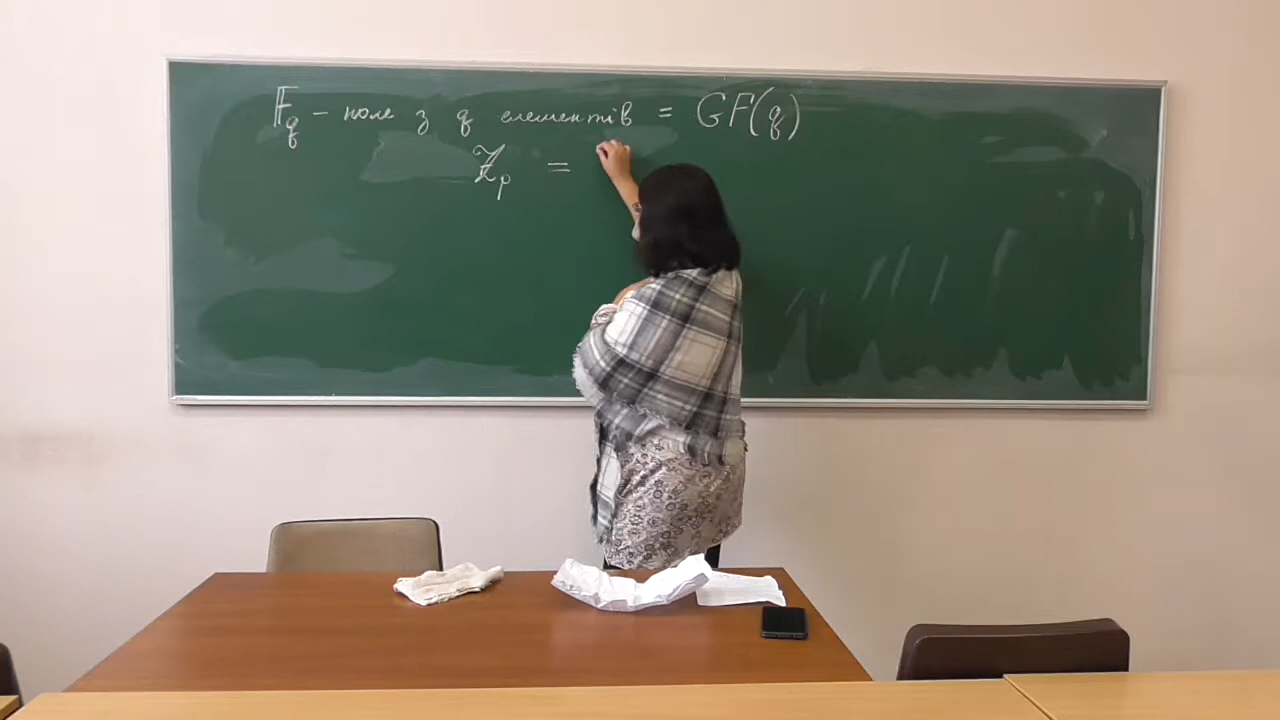 𝔽_q – поле з q елементів = GF(q)
ℤ_p =